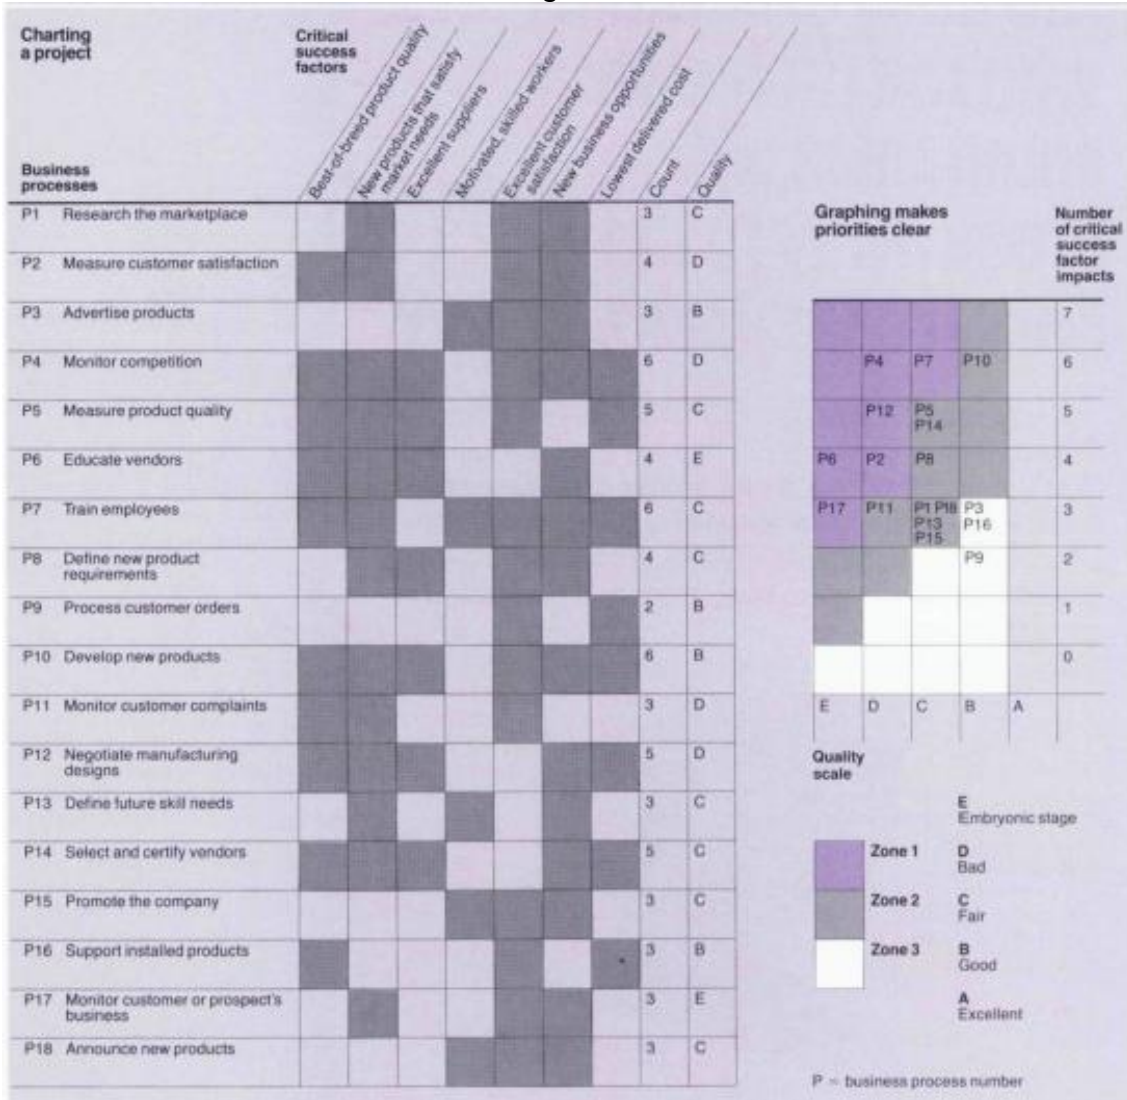 Charting
a project
Critical
success
factors
Best-of-breed product quality
New products that satisfy
market needs
Excellent suppliers
Motivated, skilled workers
Excellent customer
satisfaction
New business opportunities
Lowest delivered cost
Count
Quality
Business
processes
P1 Research the marketplace 3 C
P2 Measure customer satisfaction 4 D
P3 Advertise products 3 B
P4 Monitor competition 6 D
P5 Measure product quality 5 C
P6 Educate vendors 4 E
P7 Train employees 6 C
P8 Define new product 4 C
requirements
P9 Process customer orders 2 B
P10 Develop new products 6 B
P11 Monitor customer complaints 3 D
P12 Negotiate manufacturing 5 D
designs
P13 Define future skill needs 3 C
P14 Select and certify vendors 5 C
P15 Promote the company 3 C
P16 Support installed products 3 B
P17 Monitor customer or prospect's 3 E
business
P18 Announce new products 3 C
Graphing makes
priorities clear
Number
of critical
success
factor
impacts
7
P4 P7 P10 6
P12 P5 5
P14
P6 P2 P8 4
P17 P11 P1 P18 P3 3
P13 P16
P15
P9 2
1
0
E D C B A
Quality
scale
E
Embryonic stage
Zone 1 D
Bad
Zone 2 C
Fair
Zone 3 B
Good
A
Excellent
P = business process number